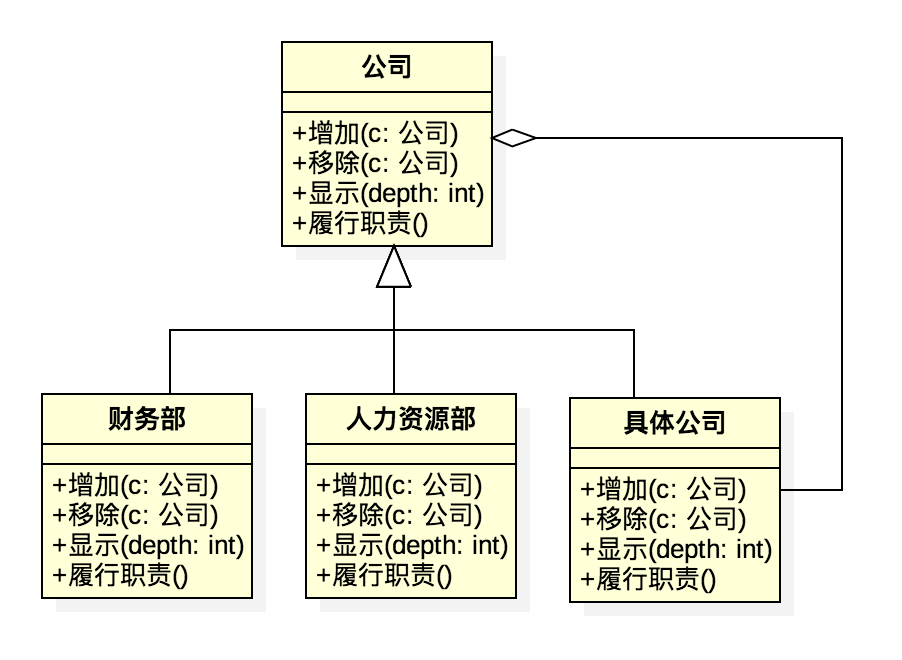 公司
+增加(c: 公司)
+移除(c: 公司)
+显示(depth: int)
+履行职责()
财务部
+增加(c: 公司)
+移除(c: 公司)
+显示(depth: int)
+履行职责()
人力资源部
+增加(c: 公司)
+移除(c: 公司)
+显示(depth: int)
+履行职责()
具体公司
+增加(c: 公司)
+移除(c: 公司)
+显示(depth: int)
+履行职责()